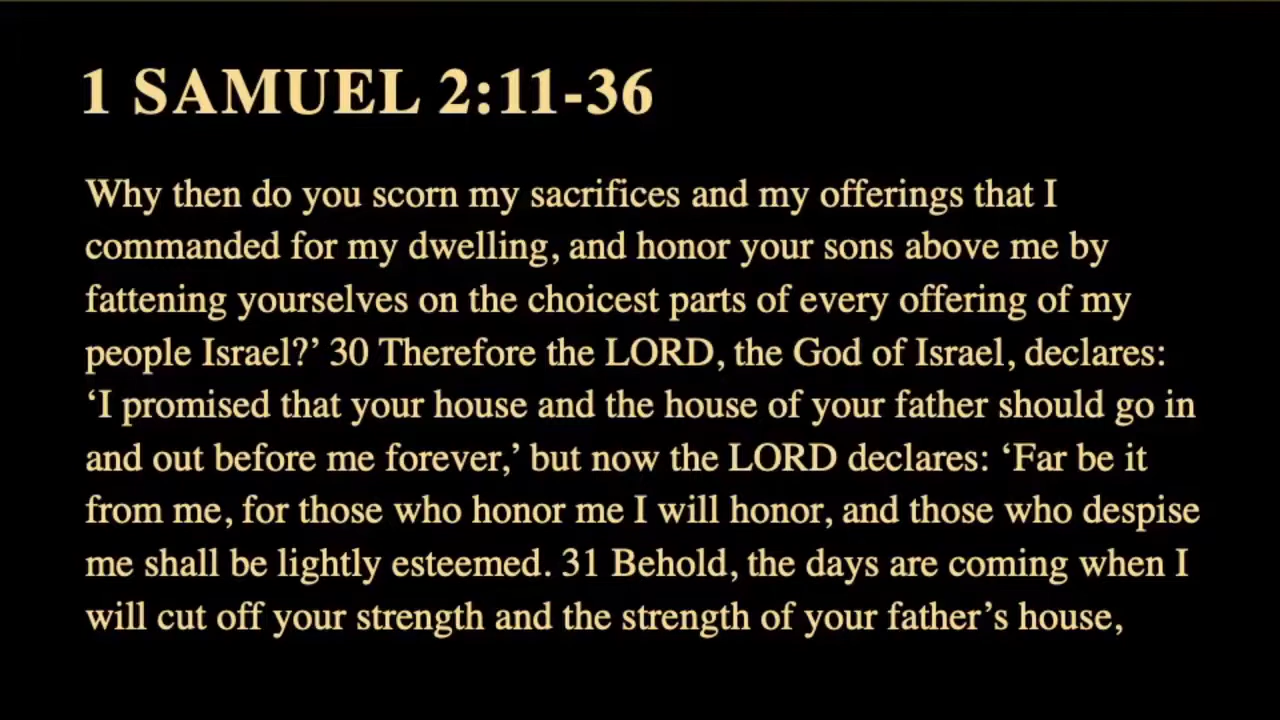 1 SAMUEL 2:11-36
Why then do you scorn my sacrifices and my offerings that I
commanded for my dwelling, and honor your sons above me by
fattening yourselves on the choicest parts of every offering of my
people Israel?’ 30 Therefore the LORD, the God of Israel, declares:
‘I promised that your house and the house of your father should go in
and out before me forever,’ but now the LORD declares: ‘Far be it
from me, for those who honor me I will honor, and those who despise
me shall be lightly esteemed. 31 Behold, the days are coming when I
will cut off your strength and the strength of your father’s house,